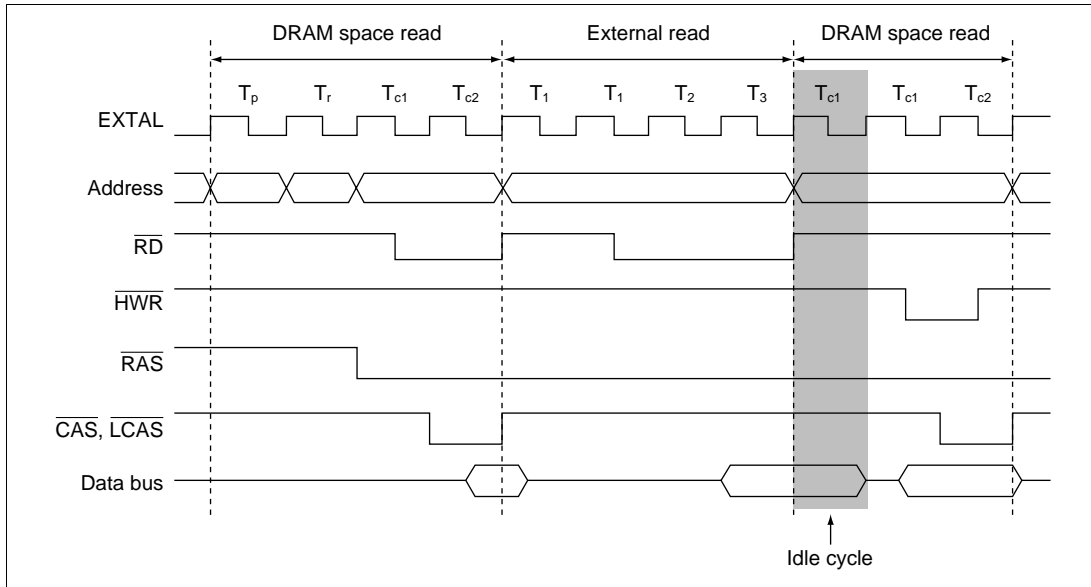 DRAM space read External read DRAM space read
Tp Tr Tc1 Tc2 T1 T1 T2 T3 Tc1 Tc1 Tc2
EXTAL
Address
RD
HWR
RAS
CAS, LCAS
Data bus
Idle cycle